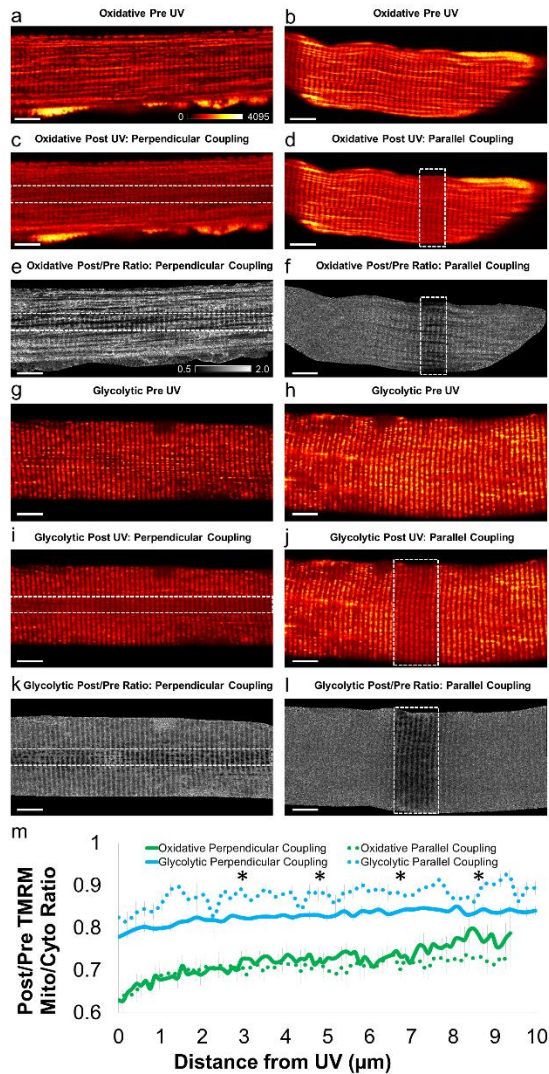 a Oxidative Pre UV
b Oxidative Pre UV
0 4095
c Oxidative Post UV: Perpendicular Coupling
d Oxidative Post UV: Parallel Coupling
e Oxidative Post/Pre Ratio: Perpendicular Coupling
f Oxidative Post/Pre Ratio: Parallel Coupling
0.5 2.0
g Glycolytic Pre UV
h Glycolytic Pre UV
i Glycolytic Post UV: Perpendicular Coupling
j Glycolytic Post UV: Parallel Coupling
k Glycolytic Post/Pre Ratio: Perpendicular Coupling
l Glycolytic Post/Pre Ratio: Parallel Coupling
m
Oxidative Perpendicular Coupling Oxidative Parallel Coupling
Glycolytic Perpendicular Coupling Glycolytic Parallel Coupling
* * * *
Post/Pre TMRM
Mito/Cyto Ratio
1
0.9
0.8
0.7
0.6
0 1 2 3 4 5 6 7 8 9 10
Distance from UV (µm)